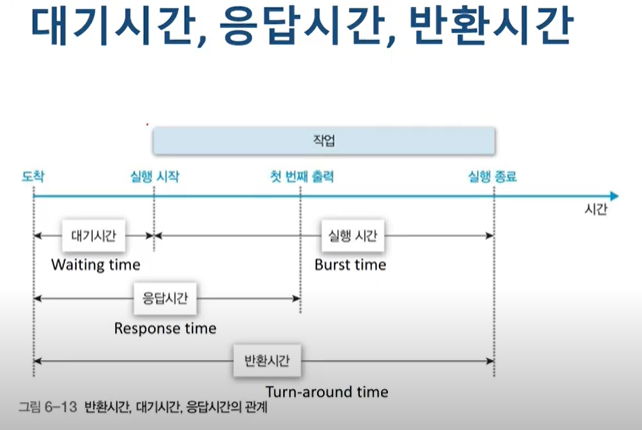 대기시간, 응답시간, 반환시간
작업
도착 실행 시작 첫 번째 출력 실행 종료
시간
대기시간 실행 시간
Waiting time Burst time
응답시간
Response time
반환시간
Turn-around time
그림 6-13 반환시간, 대기시간, 응답시간의 관계